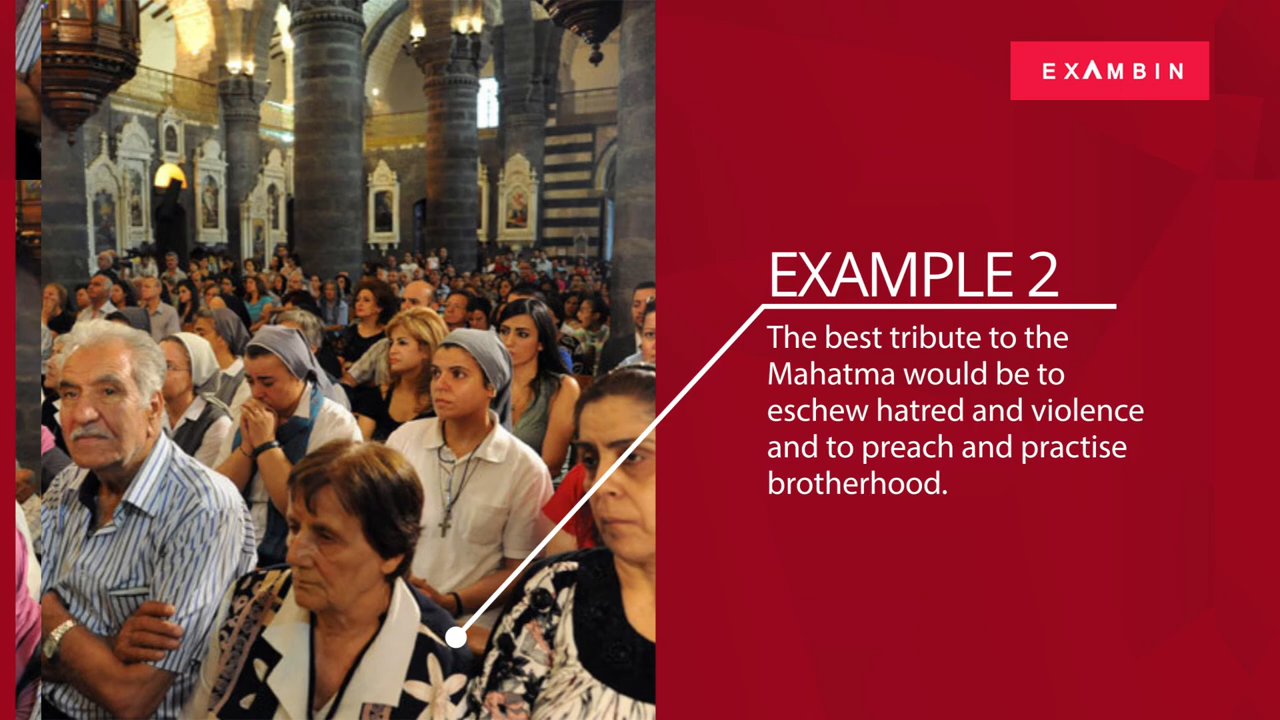 EXAMBIN
EXAMPLE 2
The best tribute to the
Mahatma would be to
eschew hatred and violence
and to preach and practise
brotherhood.